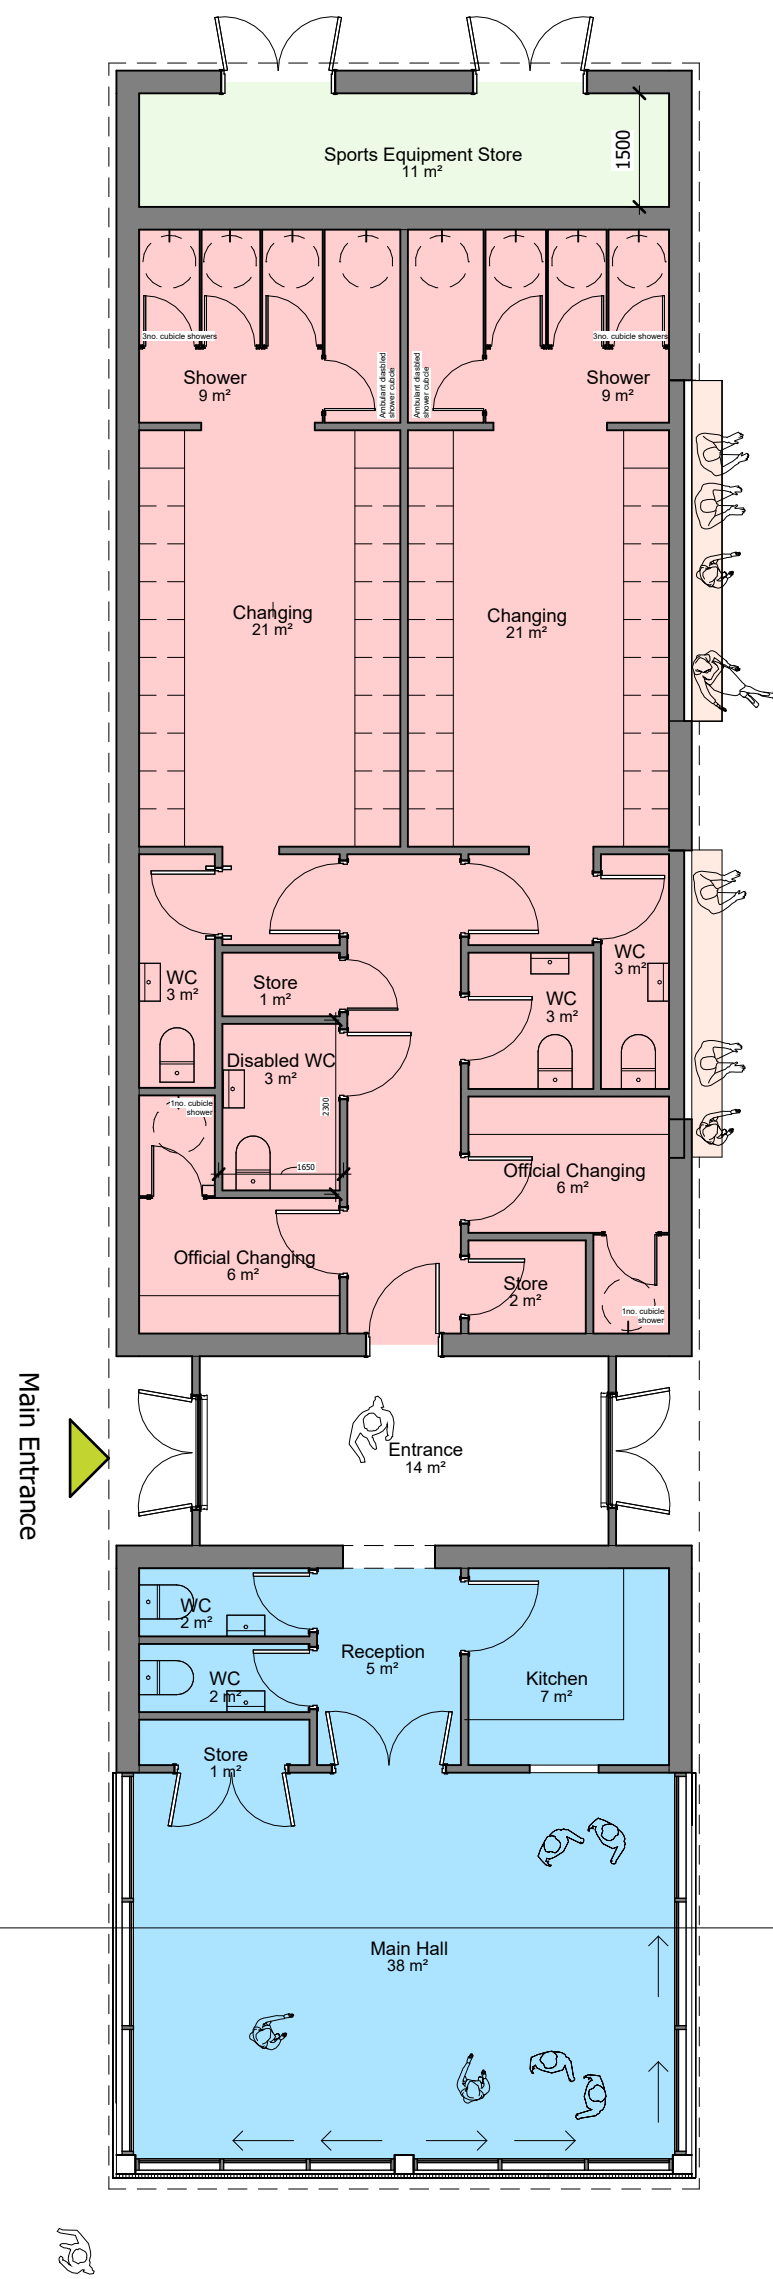 Sports Equipment Store
11 m²
1500
3no. cubicle showers
3no. cubicle showers
Shower
9 m²
Ambulant diasbled
shower cubcle
Ambulant diasbled
shower cubcle
Shower
9 m²
Changing
21 m²
Changing
21 m²
WC
3 m²
Store
1 m²
WC
3 m²
WC
3 m²
Disabled WC
3 m²
2300
1650
1no. cubicle
shower
Official Changing
6 m²
Official Changing
6 m²
Store
2 m²
1no. cubicle
shower
Main Entrance
Entrance
14 m²
WC
2 m²
WC
2 m²
Reception
5 m²
Kitchen
7 m²
Store
1 m²
Main Hall
38 m²